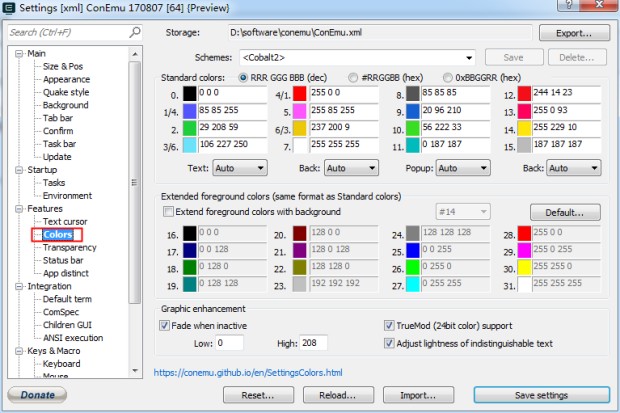 Settings [xml] ConEmu 170807 [64] {Preview}
Search (Ctrl+F)
Main
Size & Pos
Appearance
Quake style
Background
Tab bar
Confirm
Task bar
Update
Startup
Tasks
Environment
Features
Text cursor
Colors
Transparency
Status bar
App distinct
Integration
Default term
ComSpec
Children GUI
ANSI execution
Keys & Macro
Keyboard
Mouse
Donate
Storage: D:\software\conemu\ConEmu.xml Export...
Schemes: <Cobalt2> Save Delete...
Standard colors: RRR GGG BBB (dec) #RRGGBB (hex) 0xBBGGRR (hex)
0. 0 0 0 4/1. 255 0 0 8. 85 85 85 12. 244 14 23
1/4. 85 85 255 5. 255 85 255 9. 20 96 210 13. 255 0 93
2. 29 208 59 6/3. 237 200 9 10. 56 222 33 14. 255 229 10
3/6. 106 227 250 7. 255 255 255 11. 0 187 187 15. 187 187 187
Text: Auto Back: Auto Popup: Auto Back: Auto
Extended foreground colors (same format as Standard colors)
Extend foreground colors with background #14 Default...
16. 0 0 0 20. 128 0 0 24. 128 128 128 28. 255 0 0
17. 0 0 128 21. 128 0 128 25. 0 0 255 29. 255 0 255
18. 0 128 0 22. 128 128 0 26. 0 255 0 30. 255 255 0
19. 0 128 128 23. 192 192 192 27. 0 255 255 31. 255 255 255
Graphic enhancement
Fade when inactive TrueMod (24bit color) support
Low: 0 High: 208 Adjust lightness of indistinguishable text
https://conemu.github.io/en/SettingsColors.html
Reset... Reload... Import... Save settings